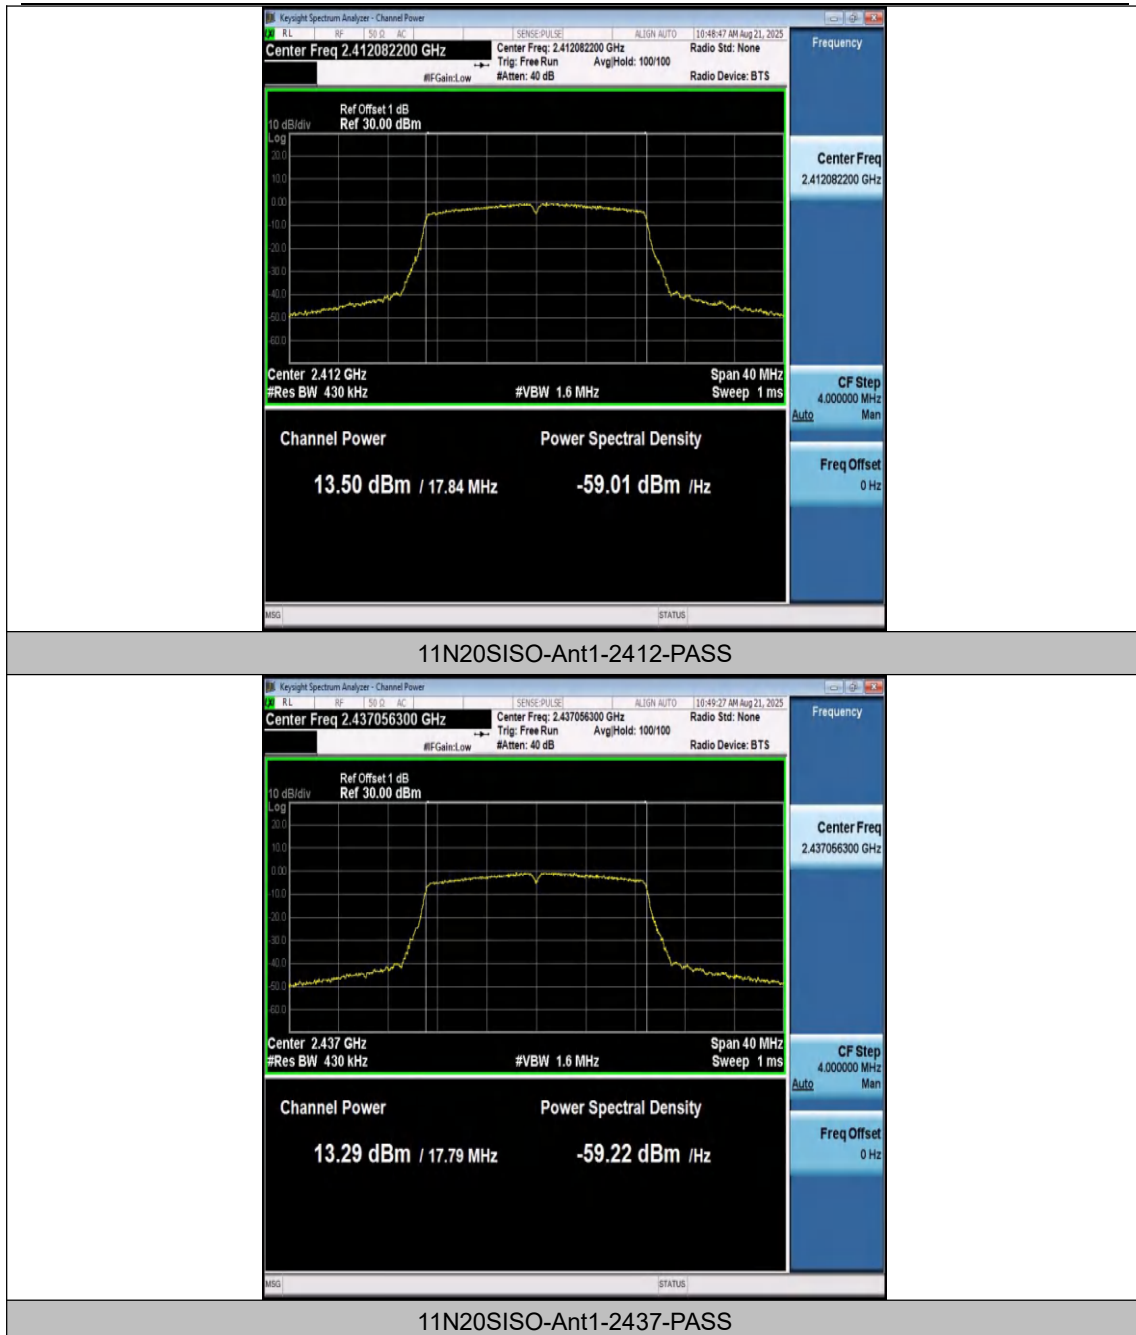 Keysight Spectrum Analyzer - Channel Power
RL RF 50 Ω AC SENSE:PULSE ALIGN AUTO 10:48:47 AM Aug 21, 2025
Center Freq 2.412082200 GHz Center Freq: 2.412082200 GHz Radio Std: None Frequency
Trig: Free Run Avg|Hold: 100/100
#IFGain:Low #Atten: 40 dB Radio Device: BTS
Ref Offset 1 dB
10 dB/div Ref 30.00 dBm
Log
20.0
10.0
0.00
-10.0
-20.0
-30.0
-40.0
-50.0
-60.0
Center Freq
2.412082200 GHz
Center 2.412 GHz Span 40 MHz
#Res BW 430 kHz #VBW 1.6 MHz Sweep 1 ms
CF Step
4.000000 MHz
Auto Man
Channel Power Power Spectral Density
13.50 dBm / 17.84 MHz -59.01 dBm /Hz
Freq Offset
0 Hz
MSG STATUS
11N20SISO-Ant1-2412-PASS
Keysight Spectrum Analyzer - Channel Power
RL RF 50 Ω AC SENSE:PULSE ALIGN AUTO 10:49:27 AM Aug 21, 2025
Center Freq 2.437056300 GHz Center Freq: 2.437056300 GHz Radio Std: None Frequency
Trig: Free Run Avg|Hold: 100/100
#IFGain:Low #Atten: 40 dB Radio Device: BTS
Ref Offset 1 dB
10 dB/div Ref 30.00 dBm
Log
20.0
10.0
0.00
-10.0
-20.0
-30.0
-40.0
-50.0
-60.0
Center Freq
2.437056300 GHz
Center 2.437 GHz Span 40 MHz
#Res BW 430 kHz #VBW 1.6 MHz Sweep 1 ms
CF Step
4.000000 MHz
Auto Man
Channel Power Power Spectral Density
13.29 dBm / 17.79 MHz -59.22 dBm /Hz
Freq Offset
0 Hz
MSG STATUS
11N20SISO-Ant1-2437-PASS